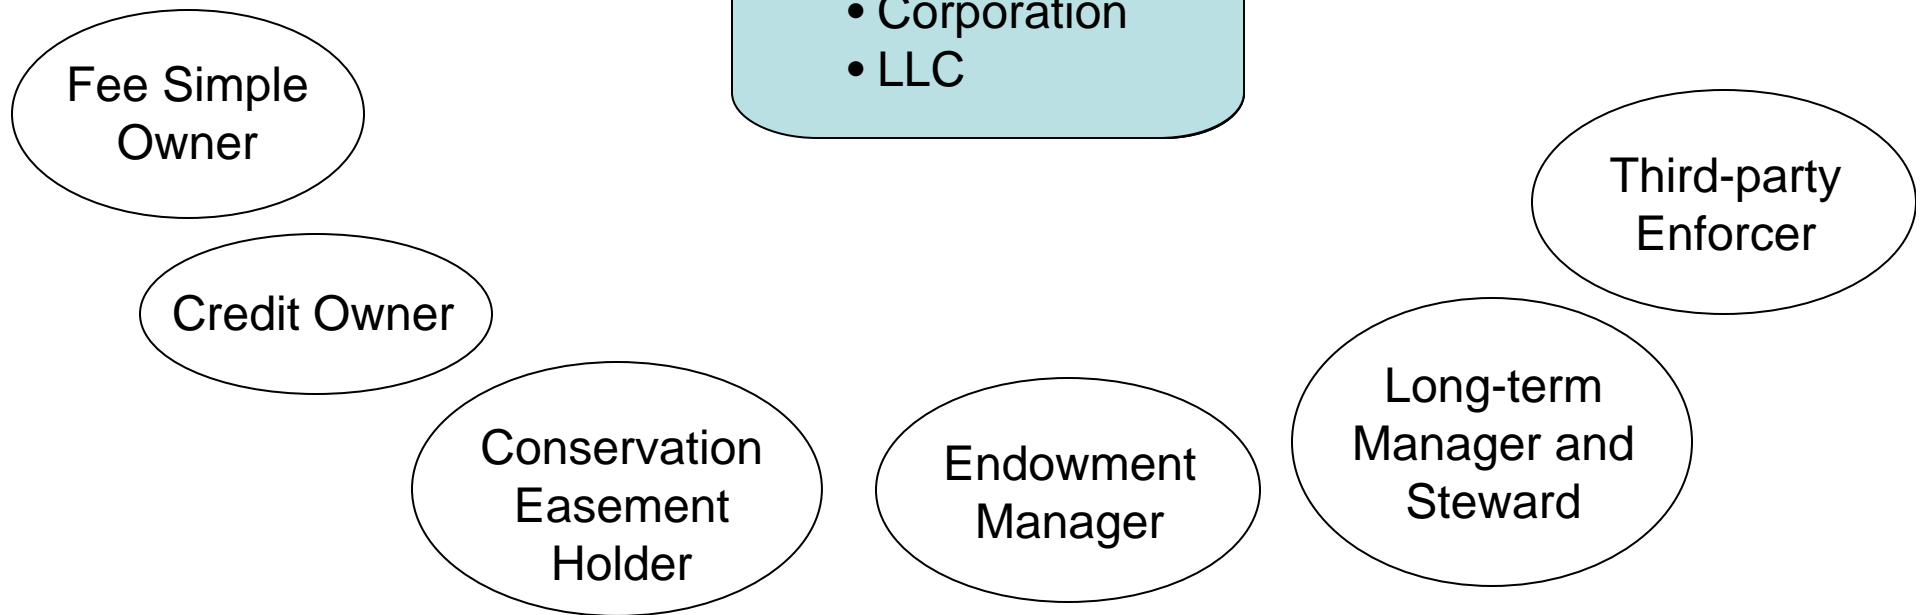 • Corporation
• LLC
Fee Simple
Owner
Credit Owner
Conservation
Easement
Holder
Endowment
Manager
Long-term
Manager and
Steward
Third-party
Enforcer